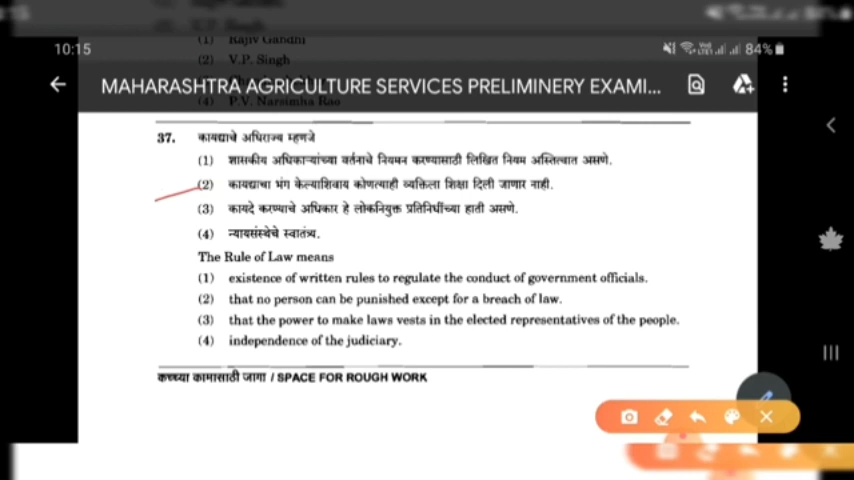 10:15
84%
(1) Rajiv Gandhi
(2) V.P. Singh
MAHARASHTRA AGRICULTURE SERVICES PRELIMINERY EXAMI...
(4) P.V. Narsimha Rao
37. कायद्याचे अधिराज्य म्हणजे
(1) शासकीय अधिकाऱ्यांच्या वर्तनाचे नियमन करण्यासाठी लिखित नियम अस्तित्वात असणे.
(2) कायद्याचा भंग केल्याशिवाय कोणत्याही व्यक्तिला शिक्षा दिली जाणार नाही.
(3) कायदे करण्याचे अधिकार हे लोकनियुक्त प्रतिनिधींच्या हाती असणे.
(4) न्यायसंस्थेचे स्वातंत्र्य.
The Rule of Law means
(1) existence of written rules to regulate the conduct of government officials.
(2) that no person can be punished except for a breach of law.
(3) that the power to make laws vests in the elected representatives of the people.
(4) independence of the judiciary.
कच्च्या कामासाठी जागा / SPACE FOR ROUGH WORK